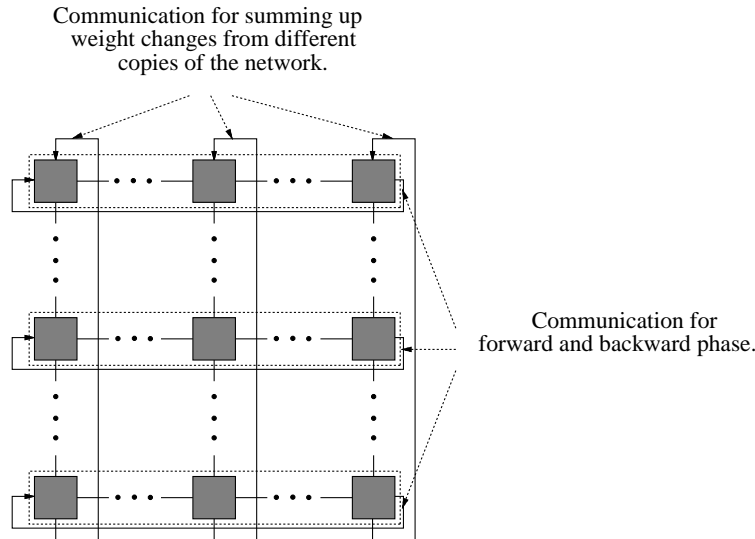 Communication for summing up
weight changes from different
copies of the network.
Communication for
forward and backward phase.